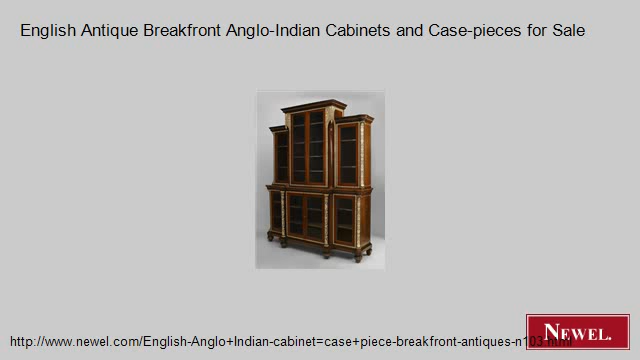 English Antique Breakfront Anglo-Indian Cabinets and Case-pieces for Sale
NEWEL.
http://www.newel.com/English-Anglo+Indian-cabinet=case+piece-breakfront-antiques-n103.html